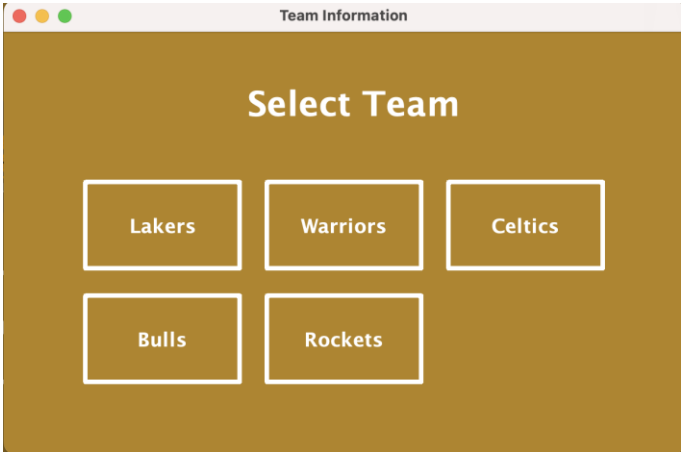 Team Information
Select Team
Lakers Warriors Celtics
Bulls Rockets